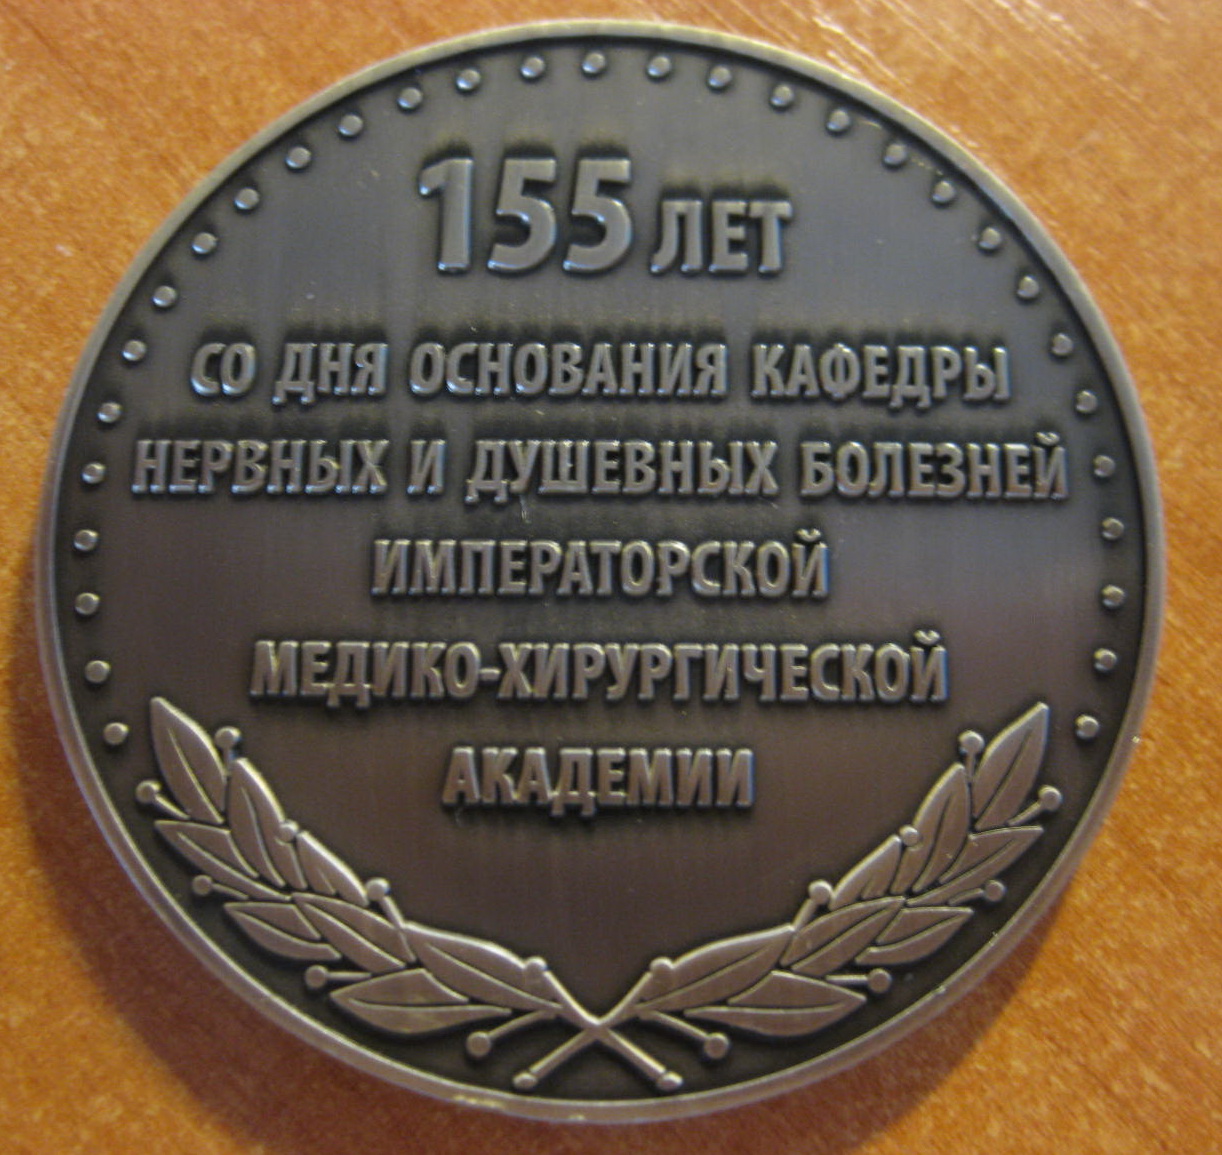 155 ЛЕТ
СО ДНЯ ОСНОВАНИЯ КАФЕДРЫ
НЕРВНЫХ И ДУШЕВНЫХ БОЛЕЗНЕЙ
ИМПЕРАТОРСКОЙ
МЕДИКО-ХИРУРГИЧЕСКОЙ
АКАДЕМИИ